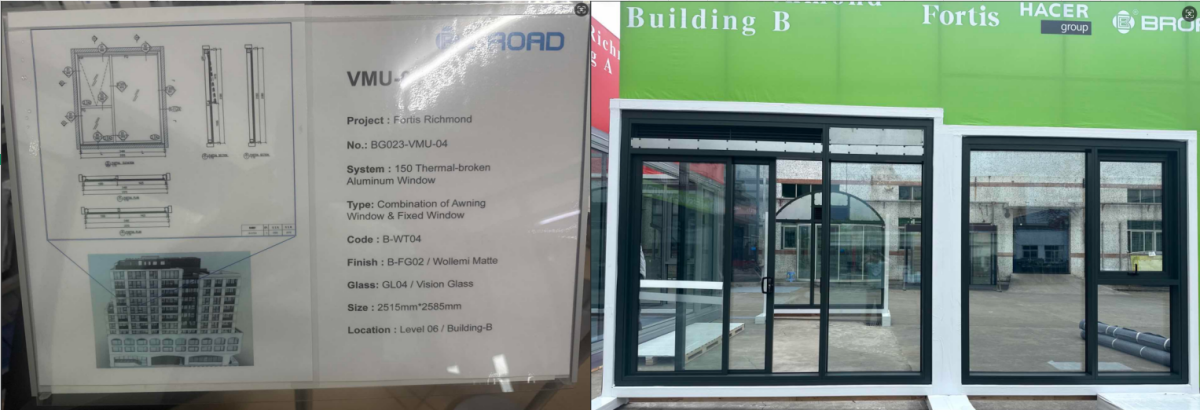 BROAD
Project : Fortis Richmond
No.: BG023-VMU-04
System : 150 Thermal-broken
Aluminum Window
Type: Combination of Awning
Window & Fixed Window
Code : B-WT04
Finish : B-FG02 / Wollemi Matte
Glass: GL04 / Vision Glass
Size : 2515mm*2585mm
Location : Level 06 / Building-B
Building B
Fortis
HACER
group